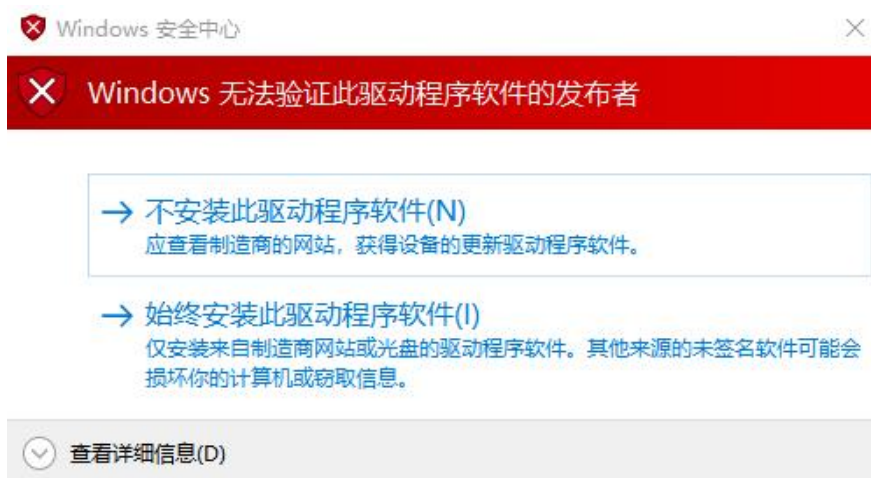 Windows 安全中心
Windows 无法验证此驱动程序软件的发布者
不安装此驱动程序软件(N)
应查看制造商的网站，获得设备的更新驱动程序软件。
始终安装此驱动程序软件(I)
仅安装来自制造商网站或光盘的驱动程序软件。其他来源的未签名软件可能会
损坏你的计算机或窃取信息。
查看详细信息(D)